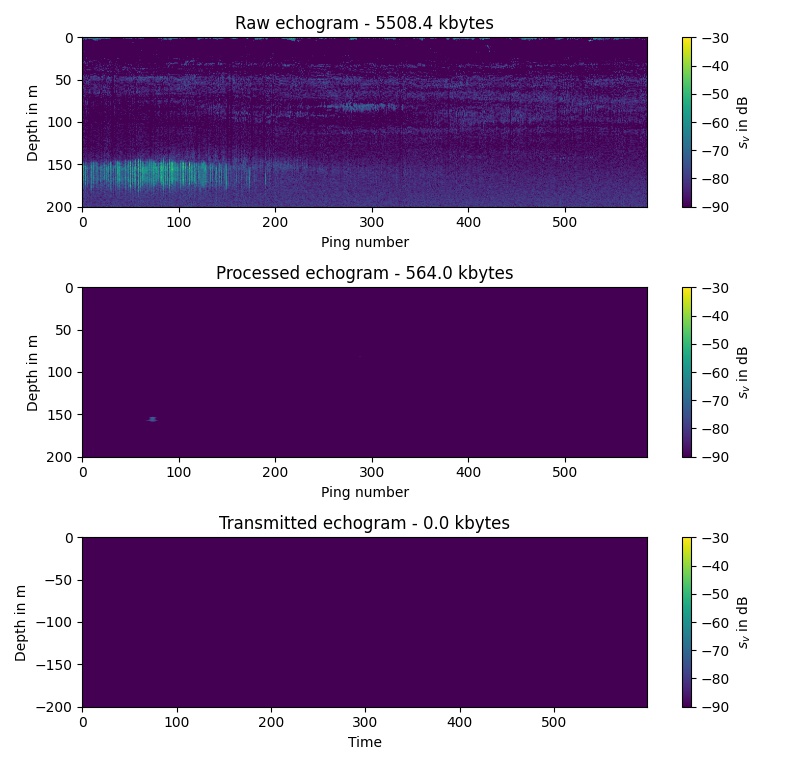 Raw echogram - 5508.4 kbytes
0
50
100
150
200
Depth in m
0 100 200 300 400 500
Ping number
−30
−40
−50
−60
−70
−80
−90
sv in dB
Processed echogram - 564.0 kbytes
0
50
100
150
200
Depth in m
0 100 200 300 400 500
Ping number
−30
−40
−50
−60
−70
−80
−90
sv in dB
Transmitted echogram - 0.0 kbytes
0
−50
−100
−150
−200
Depth in m
0 100 200 300 400 500
Time
−30
−40
−50
−60
−70
−80
−90
sv in dB